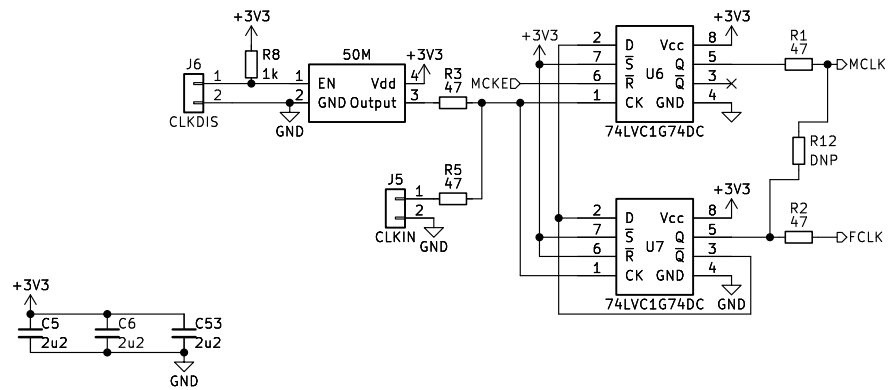 +3V3
J6
R8
1k
1
2
CLKDIS
GND
50M
1 EN Vdd 4
2 GND Output 3
+3V3
R3
47
MCKE
J5
1
2
CLKIN
GND
R5
47
+3V3
2 D Vcc 8
7 S Q 5
6 R Q 3
1 CK GND 4
U6
74LVC1G74DC
+3V3
R1
47
MCLK
R12
DNP
+3V3
2 D Vcc 8
7 S Q 5
6 R Q 3
1 CK GND 4
U7
74LVC1G74DC
GND
R2
47
FCLK
+3V3
C5
2u2
C6
2u2
C53
2u2
GND